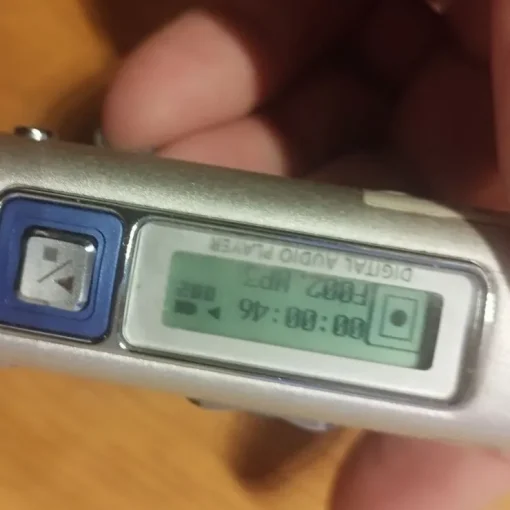 DIGITAL AUDIO PLAYER
F002.MP3
002
00:00:46